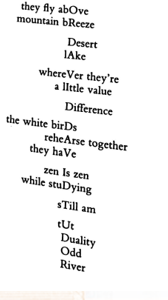 they fly abOve
mountain bReeze
Desert
lAke
whereVer they're
a lIttle value
Difference
the white birDs
reheArse together
they haVe
zen Is zen
while stuDying
sTill am
tUt
Duality
Odd
River